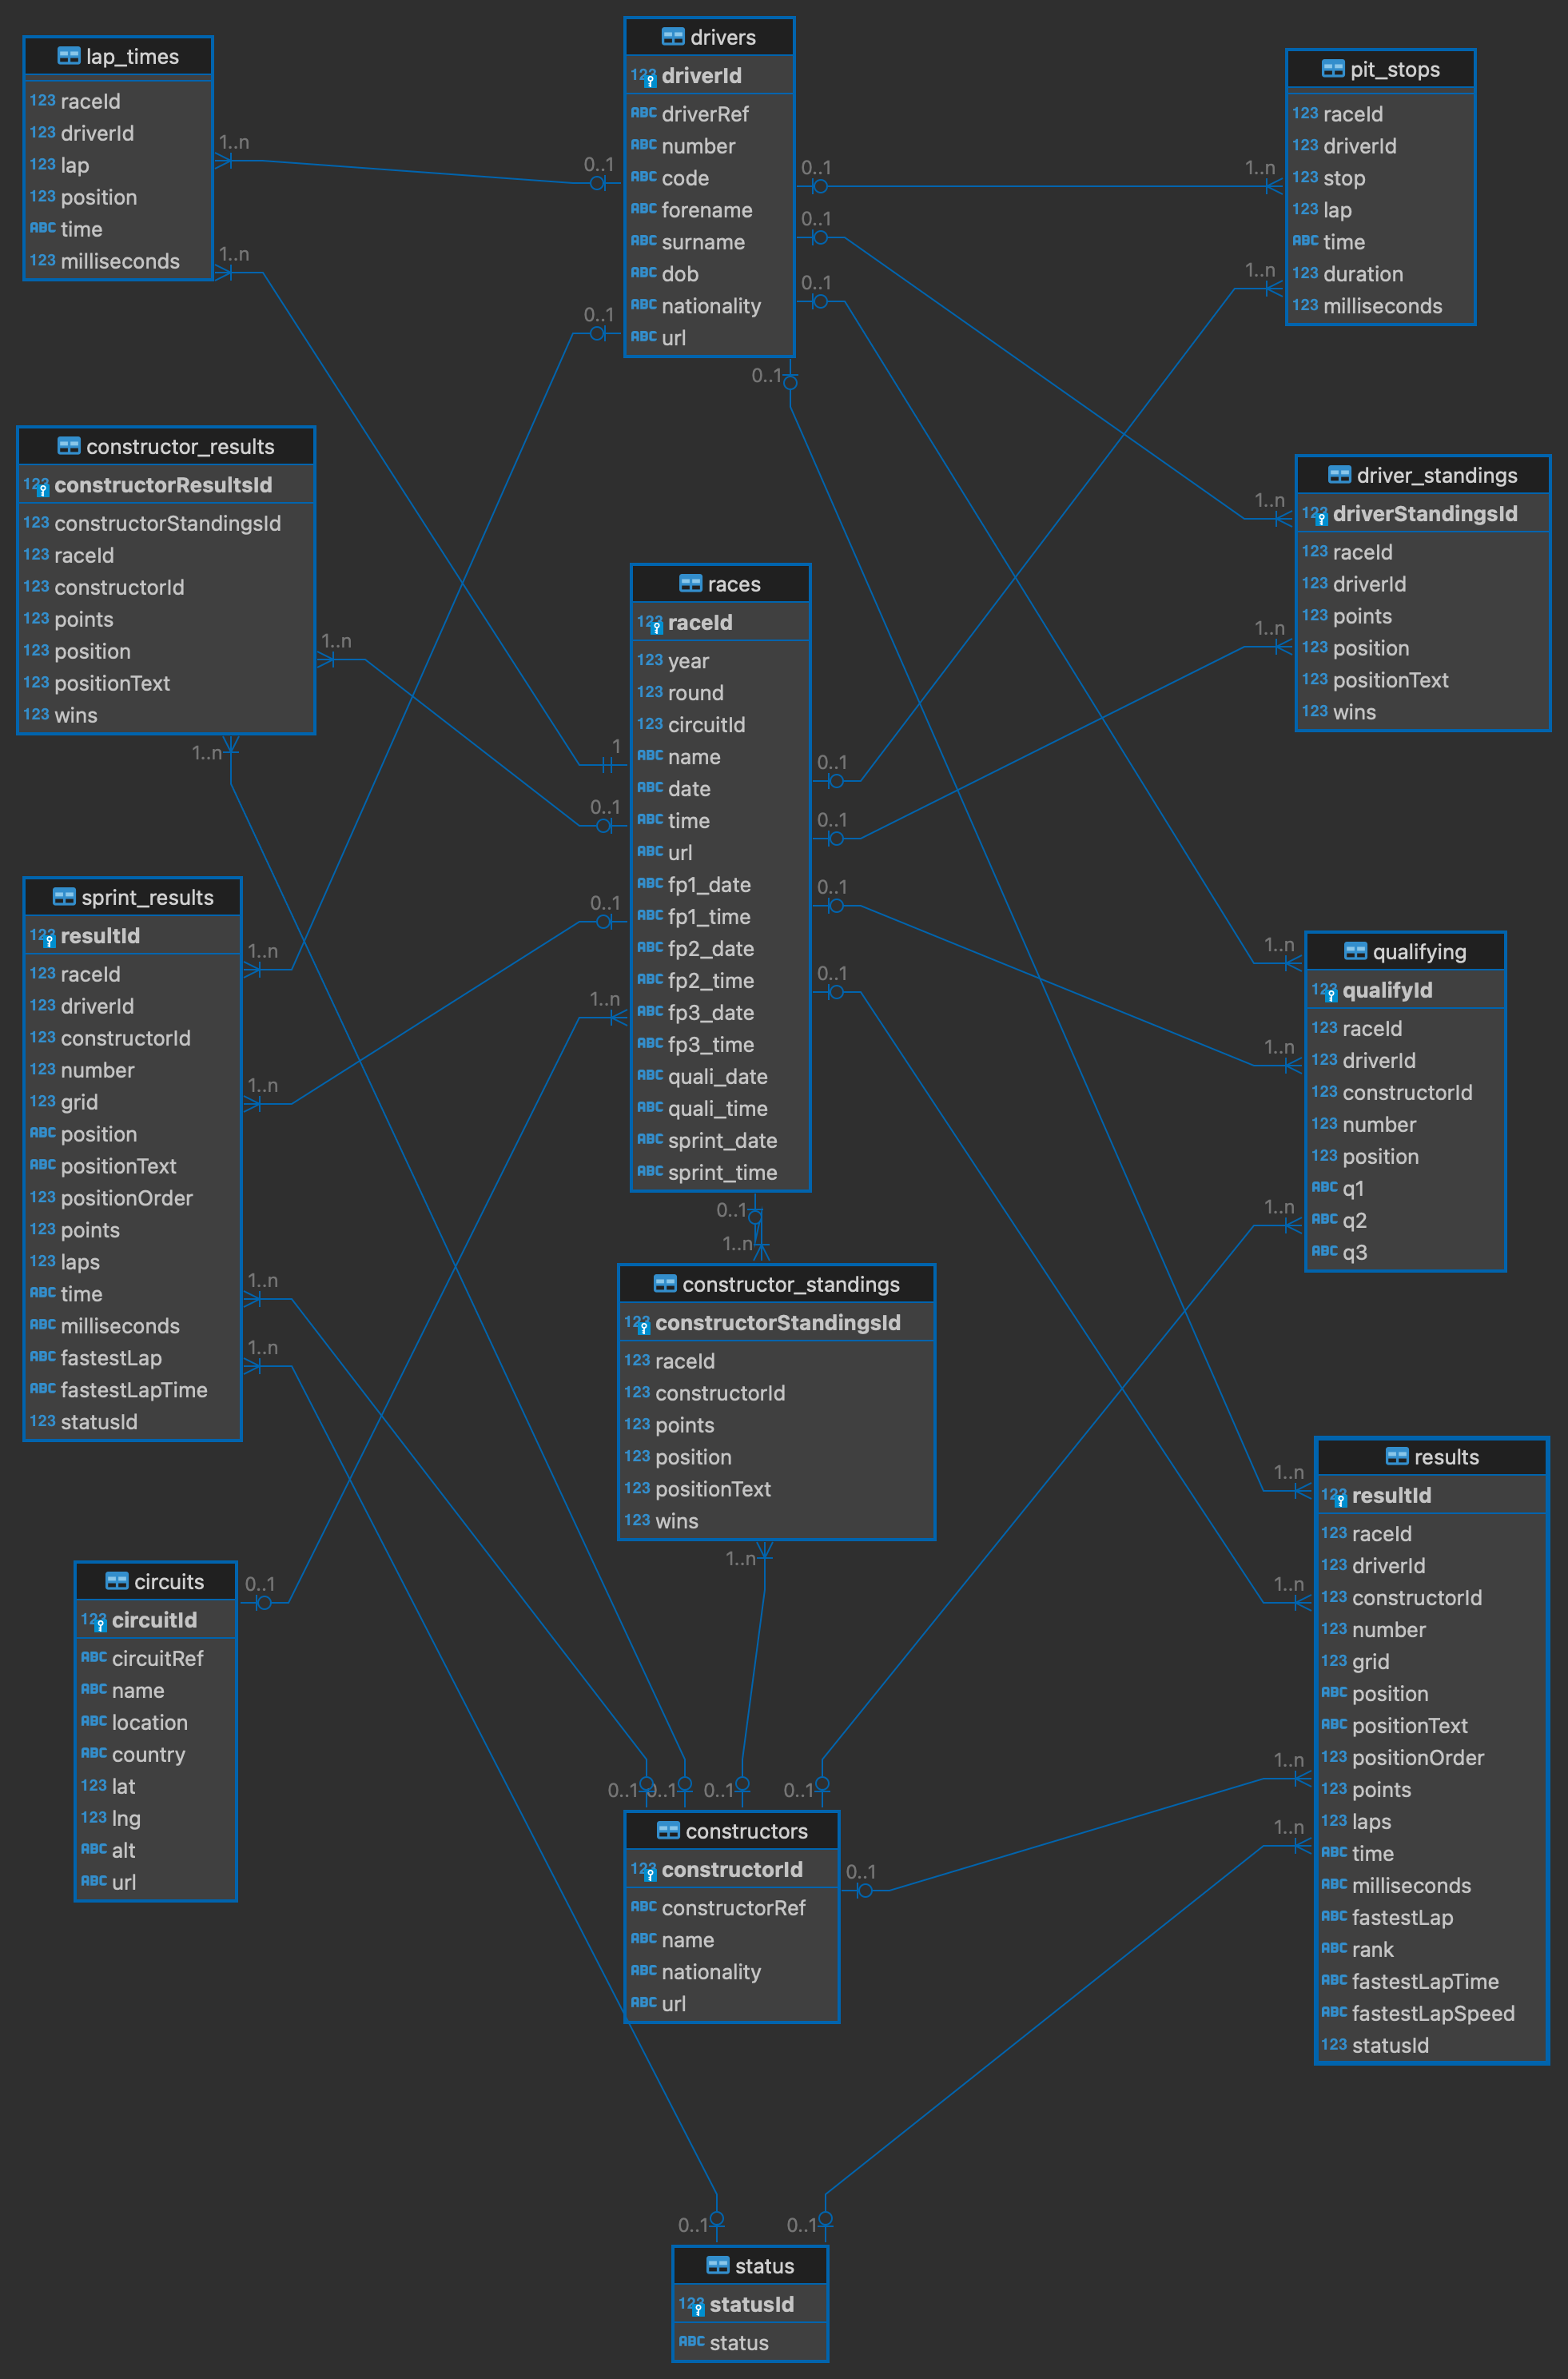 lap_times
123 raceId
123 driverId
123 lap
123 position
ABC time
123 milliseconds
drivers
123 driverId
ABC driverRef
ABC number
ABC code
ABC forename
ABC surname
ABC dob
ABC nationality
ABC url
pit_stops
123 raceId
123 driverId
123 stop
123 lap
ABC time
123 duration
123 milliseconds
1..n
0..1
0..1
1..n
0..1
1..n
0..1
1..n
0..1
0..1
constructor_results
123 constructorResultsId
123 constructorStandingsId
123 raceId
123 constructorId
123 points
123 position
123 positionText
123 wins
1..n
1..n
driver_standings
123 driverStandingsId
123 raceId
123 driverId
123 points
123 position
123 positionText
123 wins
1..n
1..n
races
123 raceId
123 year
123 round
123 circuitId
ABC name
ABC date
ABC time
ABC url
ABC fp1_date
ABC fp1_time
ABC fp2_date
ABC fp2_time
ABC fp3_date
ABC fp3_time
ABC quali_date
ABC quali_time
ABC sprint_date
ABC sprint_time
1
0..1
0..1
0..1
0..1
0..1
0..1
1..n
0..1
sprint_results
123 resultId
123 raceId
123 driverId
123 constructorId
123 number
123 grid
ABC position
ABC positionText
123 positionOrder
123 points
123 laps
ABC time
ABC milliseconds
ABC fastestLap
ABC fastestLapTime
123 statusId
1..n
1..n
1..n
1..n
qualifying
123 qualifyId
123 raceId
123 driverId
123 constructorId
123 number
123 position
ABC q1
ABC q2
ABC q3
1..n
1..n
1..n
0..1
1..n
constructor_standings
123 constructorStandingsId
123 raceId
123 constructorId
123 points
123 position
123 positionText
123 wins
1..n
results
123 resultId
123 raceId
123 driverId
123 constructorId
123 number
123 grid
ABC position
ABC positionText
123 positionOrder
123 points
123 laps
ABC time
ABC milliseconds
ABC fastestLap
ABC rank
ABC fastestLapTime
ABC fastestLapSpeed
123 statusId
1..n
1..n
1..n
1..n
circuits
123 circuitId
ABC circuitRef
ABC name
ABC location
ABC country
123 lat
123 lng
ABC alt
ABC url
0..1
0..1
0..1
0..1
0..1
constructors
123 constructorId
ABC constructorRef
ABC name
ABC nationality
ABC url
0..1
0..1
0..1
status
123 statusId
ABC status